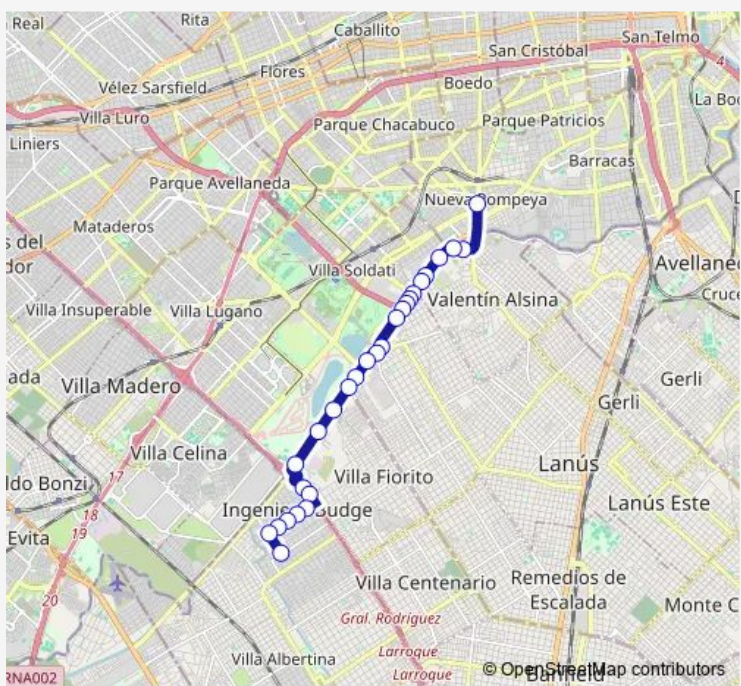 Real
Rita
Caballito
San Telmo
San Cristóbal
4
Flores
Vélez Sarsfield
Boedo
La Bo
Villa Luro
Parque Chacabuco
Parque Patricios
Liniers
Barracas
Parque Avellaneda
Nueva Pompeya
Mataderos
s del
dor
Villa Soldati
Avellane
Cruce
Villa Insuperable
Villa Lugano
Valentín Alsina
ada
Villa Madero
Gerli
Gerli
Villa Celina
Lanús
Villa Fiorito
ldo Bonzi
17
Lanús Este
18
Ingeniero Budge
19
Evita
Villa Centenario
Remedios de
Escalada
20
Monte C
Gral. Rodríguez
Larroque
Villa Albertina
Larroque
RNA002
Banfield
© OpenStreetMap contributors